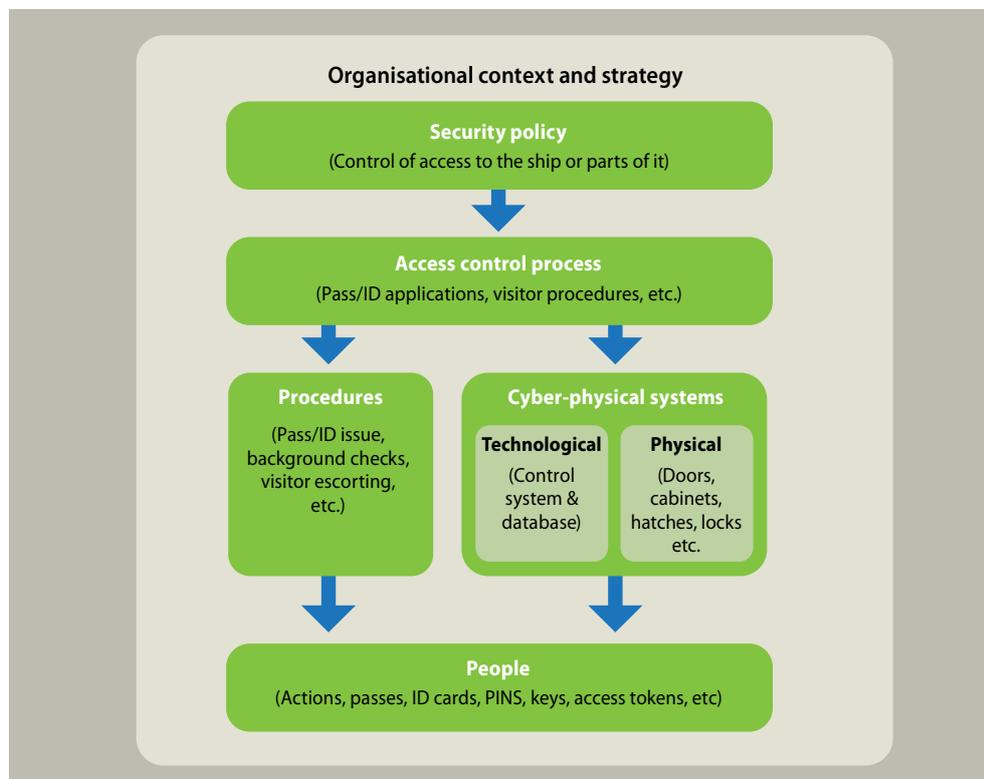 Organisational context and strategy
Security policy
(Control of access to the ship or parts of it)
Access control process
(Pass/ID applications, visitor procedures, etc.)
Procedures
(Pass/ID issue,
background checks,
visitor escorting,
etc.)
Cyber-physical systems
Technological
(Control
system &
database)
Physical
(Doors,
cabinets,
hatches, locks
etc.
People
(Actions, passes, ID cards, PINS, keys, access tokens, etc)